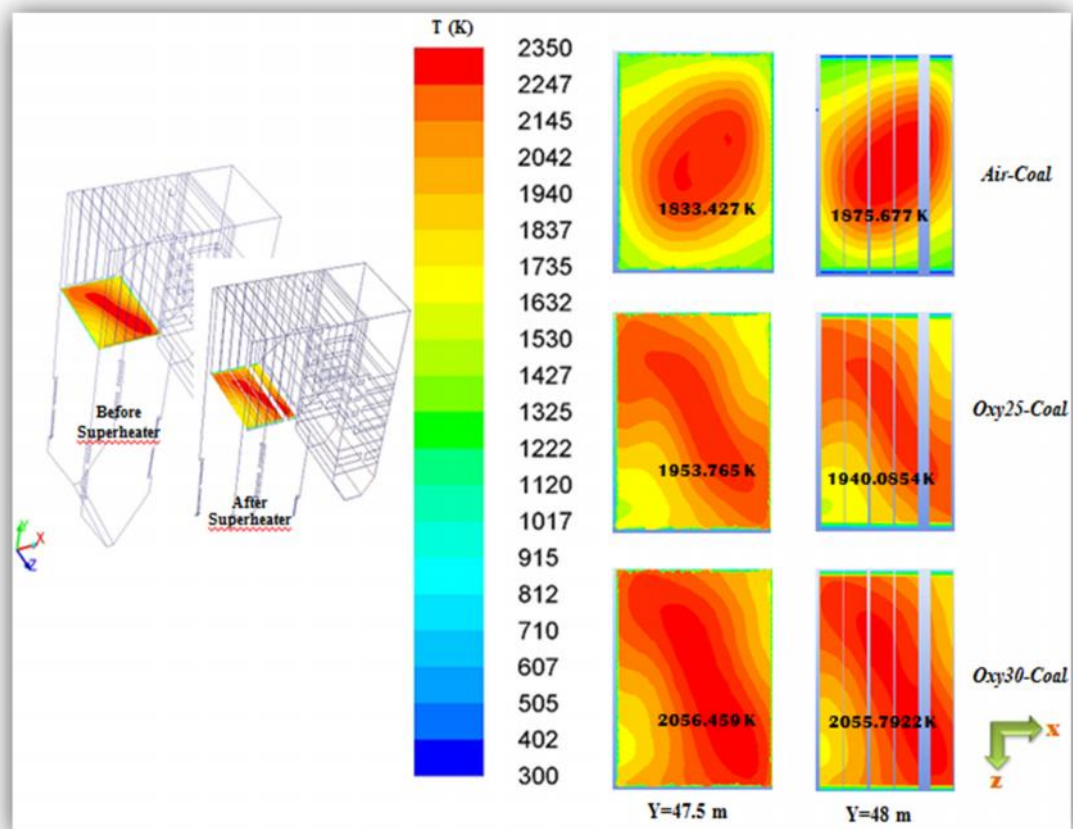 T (K)
2350
2247
2145
2042
1940
1837
1735
1632
1530
1427
1325
1222
1120
1017
915
812
710
607
505
402
300
Before
Superheater
After
Superheater
Y
X
Z
1833.427 K
1875.677 K
Air-Coal
1953.765 K
1940.0854 K
Oxy25-Coal
2056.459 K
2055.7922 K
Oxy30-Coal
x
z
Y=47.5 m
Y=48 m